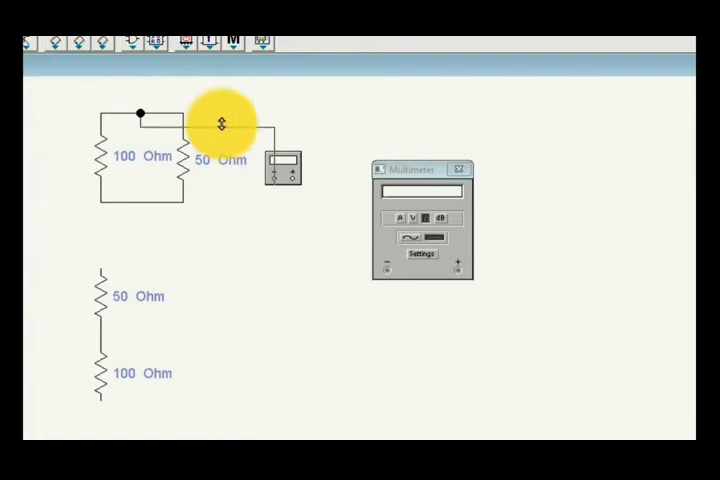 M
100 Ohm
50 Ohm
- +
Multimeter
A V dB
Settings
- +
50 Ohm
100 Ohm